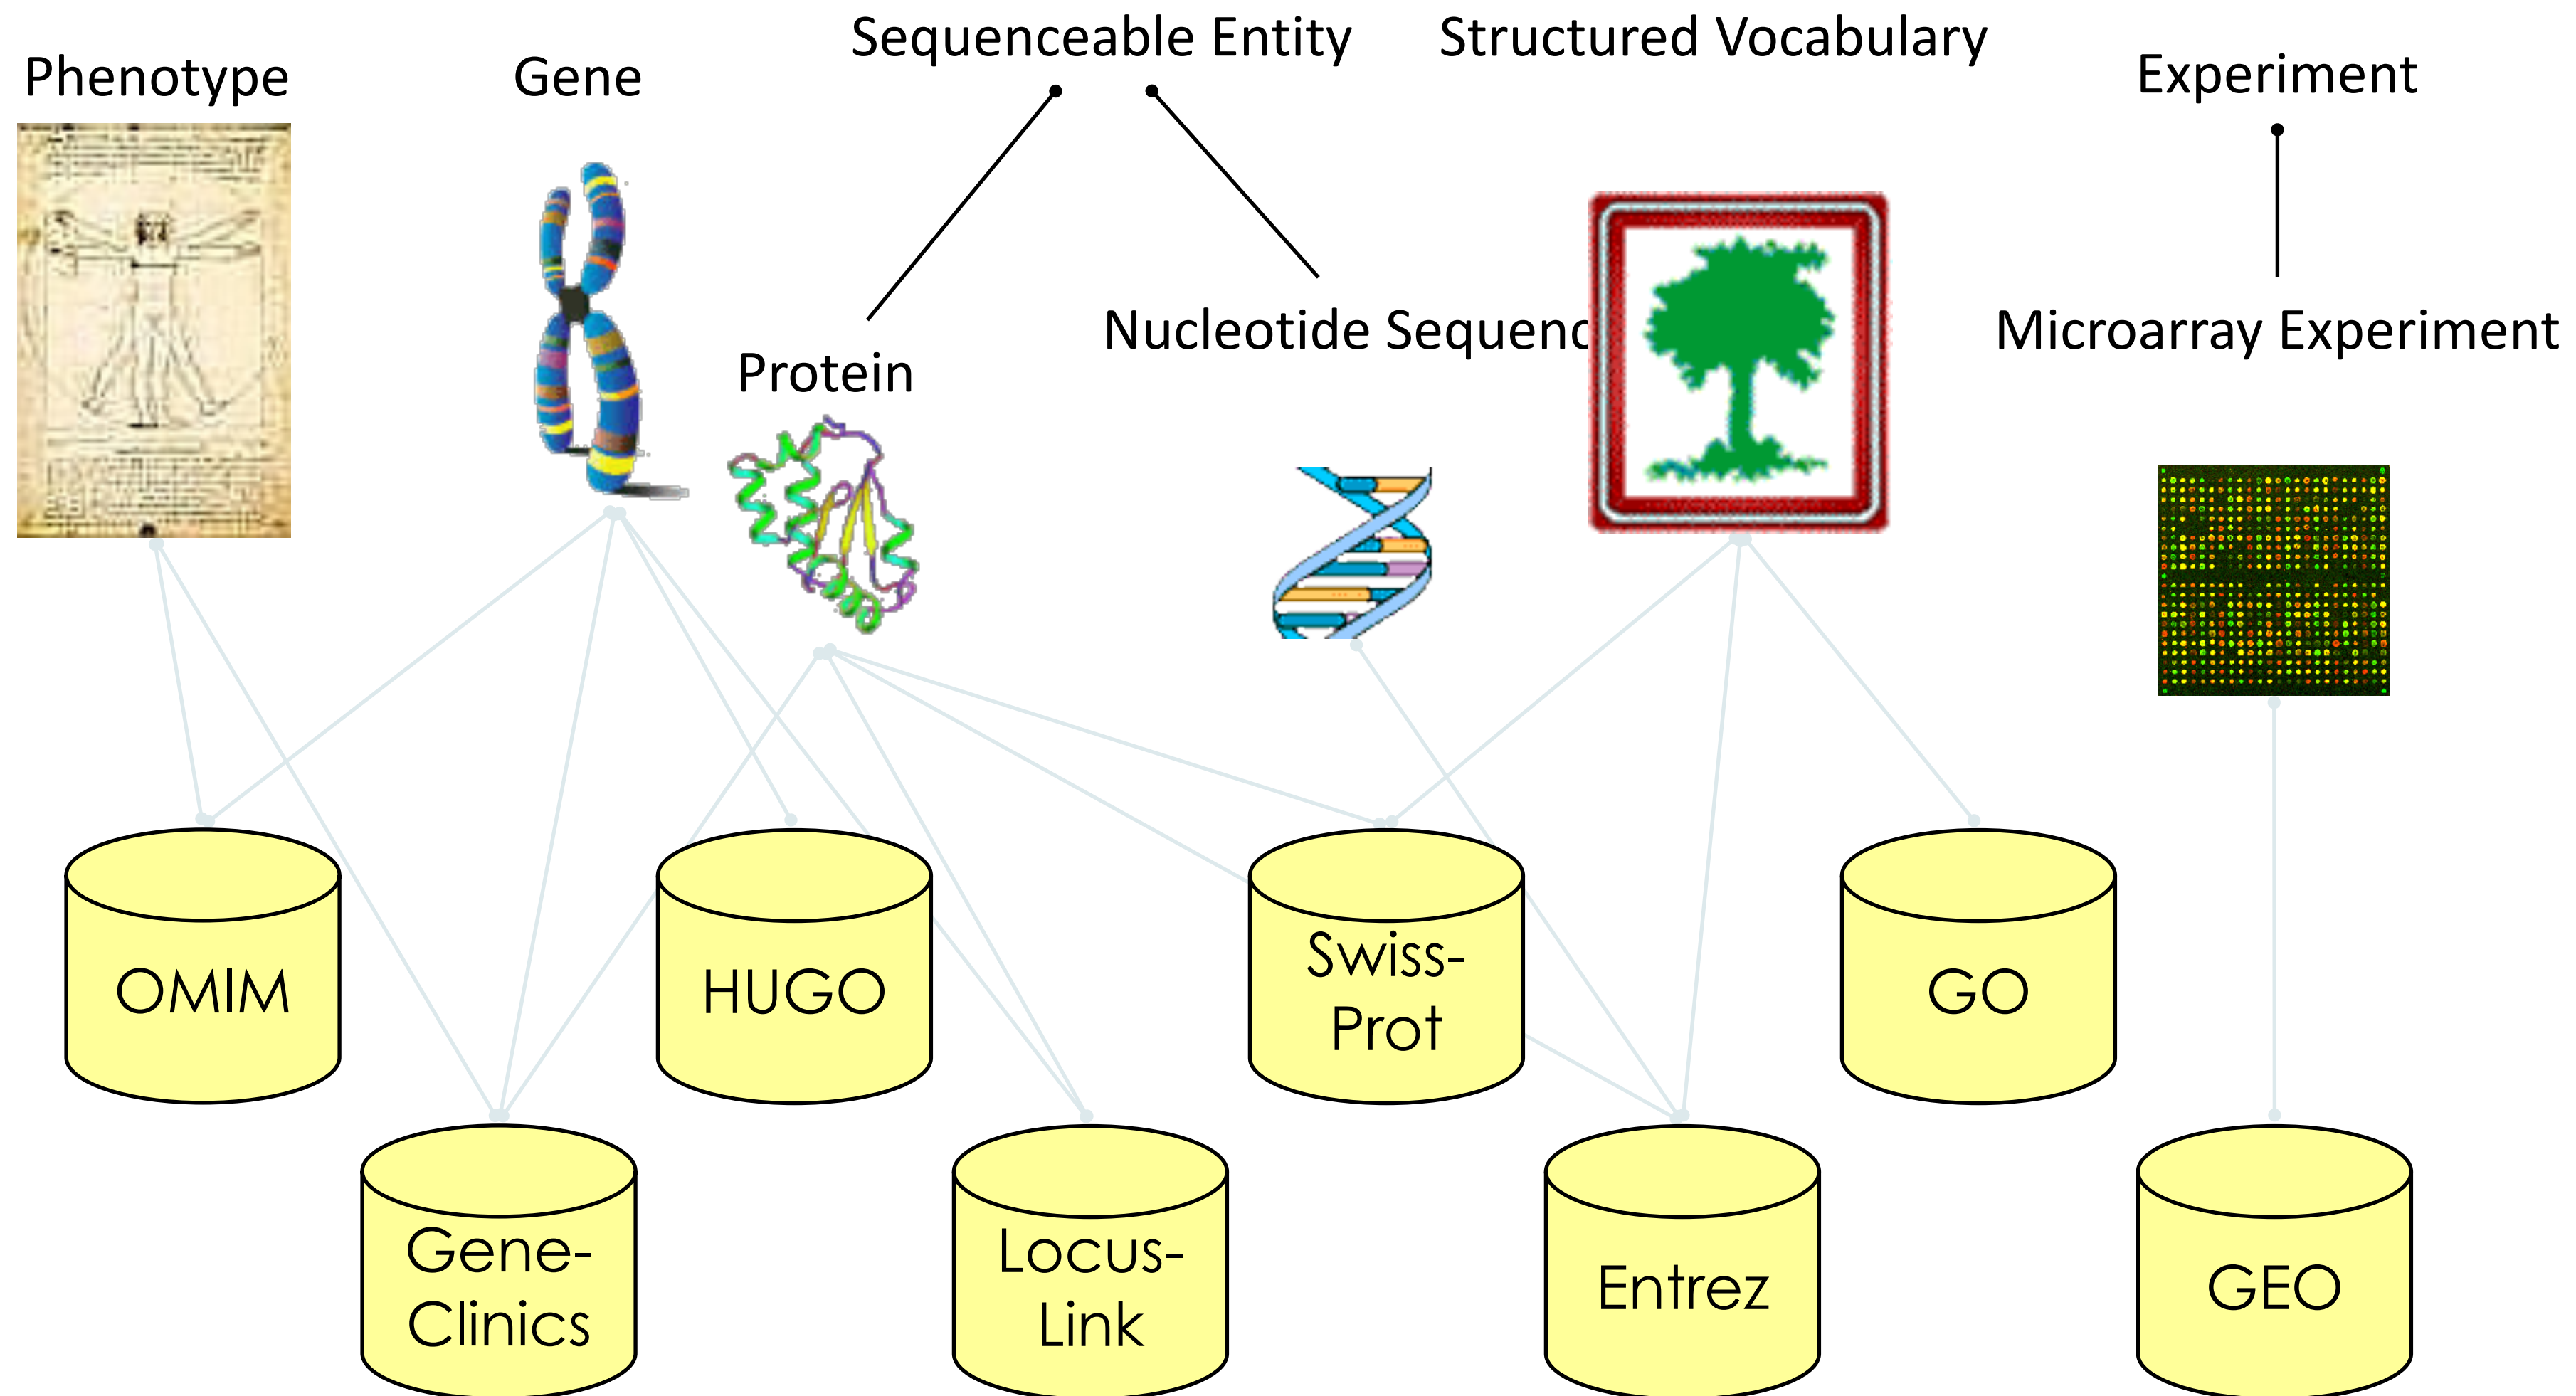 Phenotype
Gene
Sequenceable Entity
Structured Vocabulary
Experiment
Protein
Nucleotide Sequenc
Microarray Experiment
OMIM
HUGO
Swiss-
Prot
GO
Gene-
Clinics
Locus-
Link
Entrez
GEO